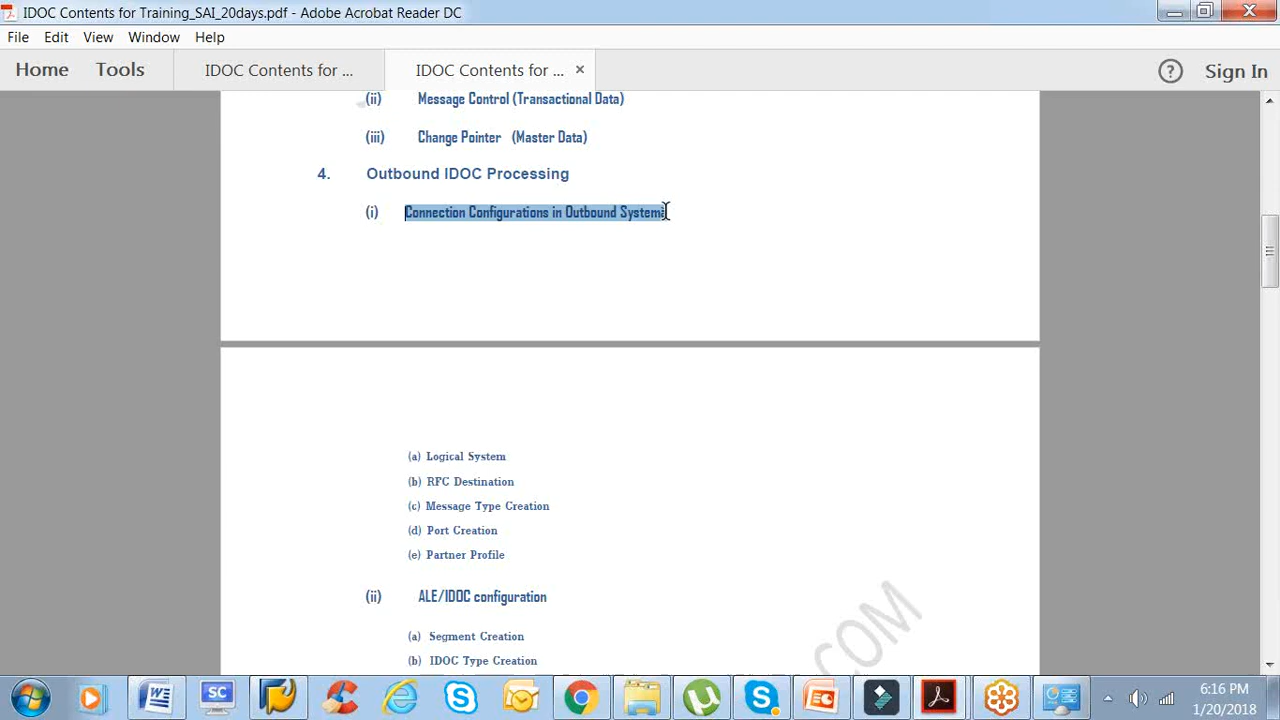 IDOC Contents for Training_SAI_20days.pdf - Adobe Acrobat Reader DC
File Edit View Window Help
Home Tools IDOC Contents for ... IDOC Contents for ... × ? Sign In
(ii) Message Control (Transactional Data)
(iii) Change Pointer (Master Data)
4. Outbound IDOC Processing
(i) Connection Configurations in Outbound System
(a) Logical System
(b) RFC Destination
(c) Message Type Creation
(d) Port Creation
(e) Partner Profile
(ii) ALE/IDOC configuration
.COM
(a) Segment Creation
(b) IDOC Type Creation
SC
6:16 PM
1/20/2018